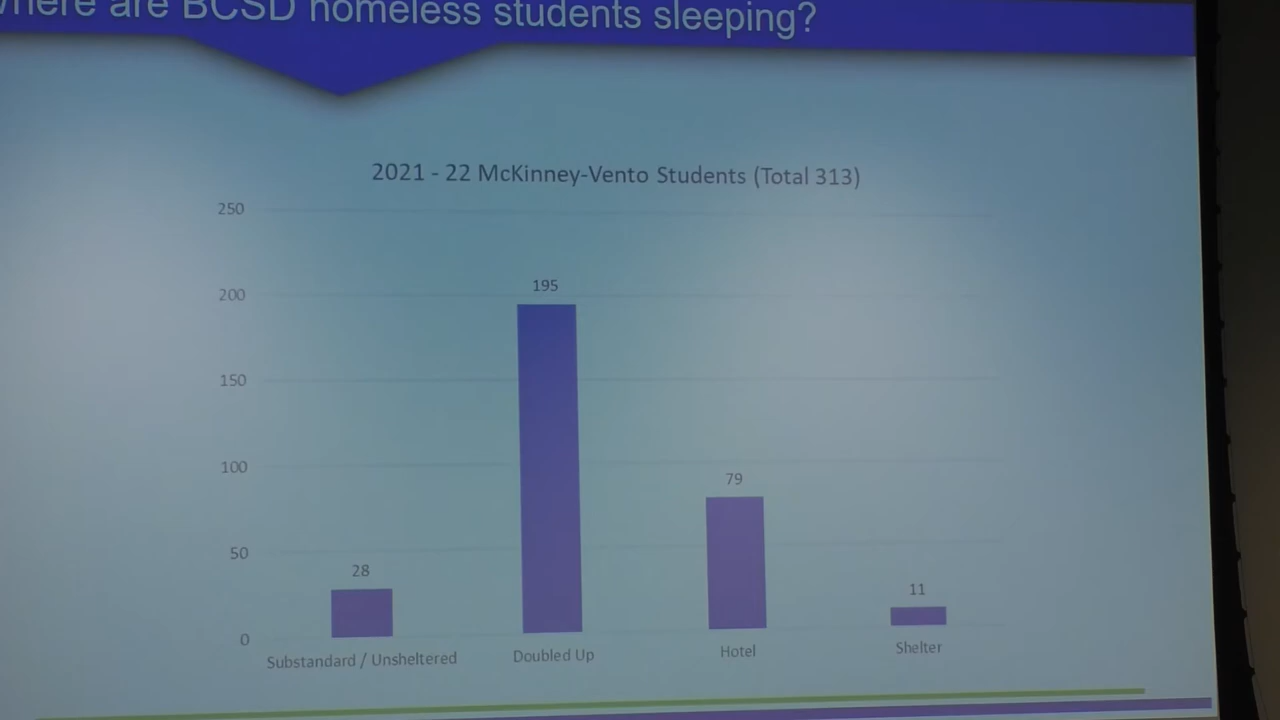 are BCSD homeless students sleeping?
2021 - 22 McKinney-Vento Students (Total 313)
250
200
150
100
50
0
28
195
79
11
Substandard / Unsheltered
Doubled Up
Hotel
Shelter